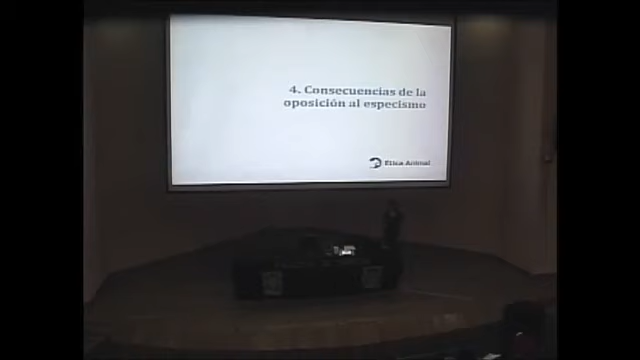 4. Consecuencias de la
oposición al especismo
Ética Animal